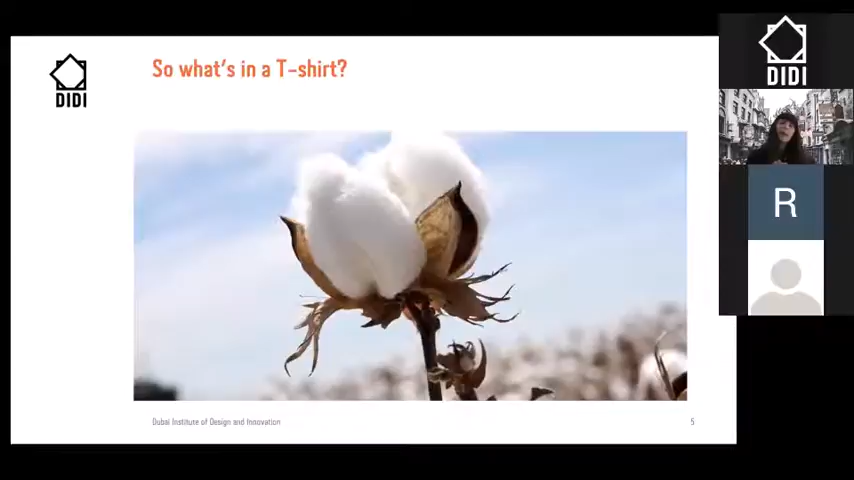 DIDI
So what's in a T-shirt?
Dubai Institute of Design and Innovation
5
DIDI
R